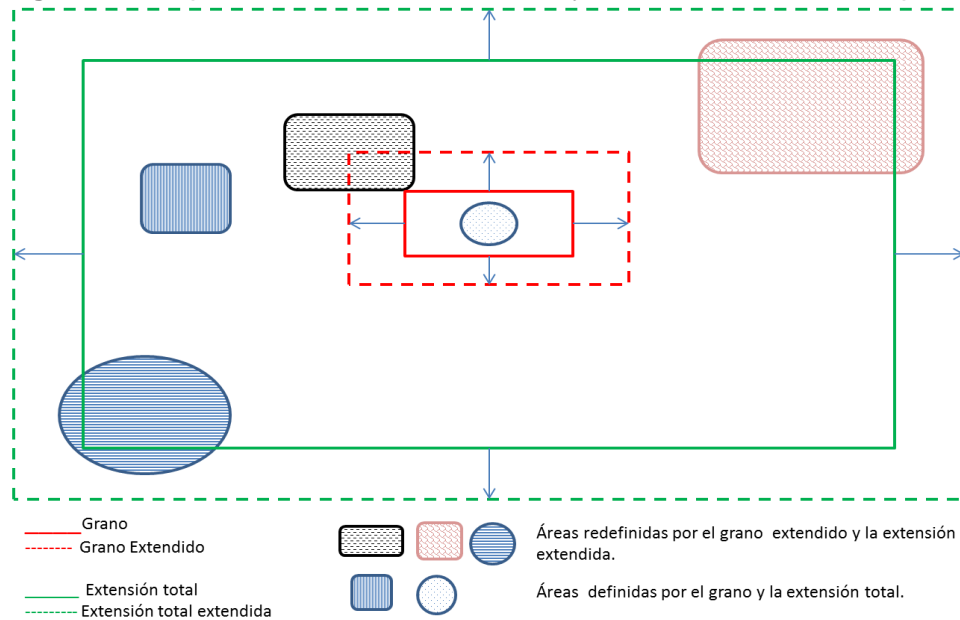 Grano
Grano Extendido
Extensión total
Extensión total extendida
Áreas redefinidas por el grano extendido y la extensión
extendida.
Áreas definidas por el grano y la extensión total.